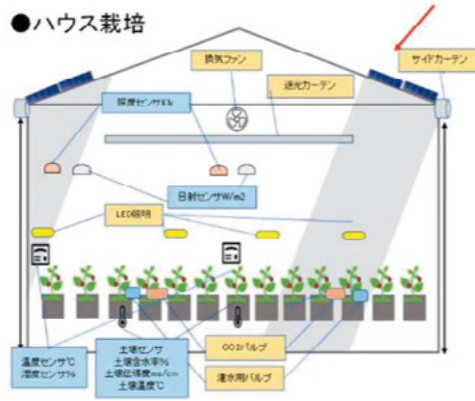 ●ハウス栽培
換気ファン
サイドカーテン
遮光カーテン
照度センサKlx
日射センサW/m2
LED照明
温度センサ℃
湿度センサ%
土壌センサ
土壌含水率%
土壌伝導度ms/cm
土壌温度℃
CO2バルブ
灌水用バルブ